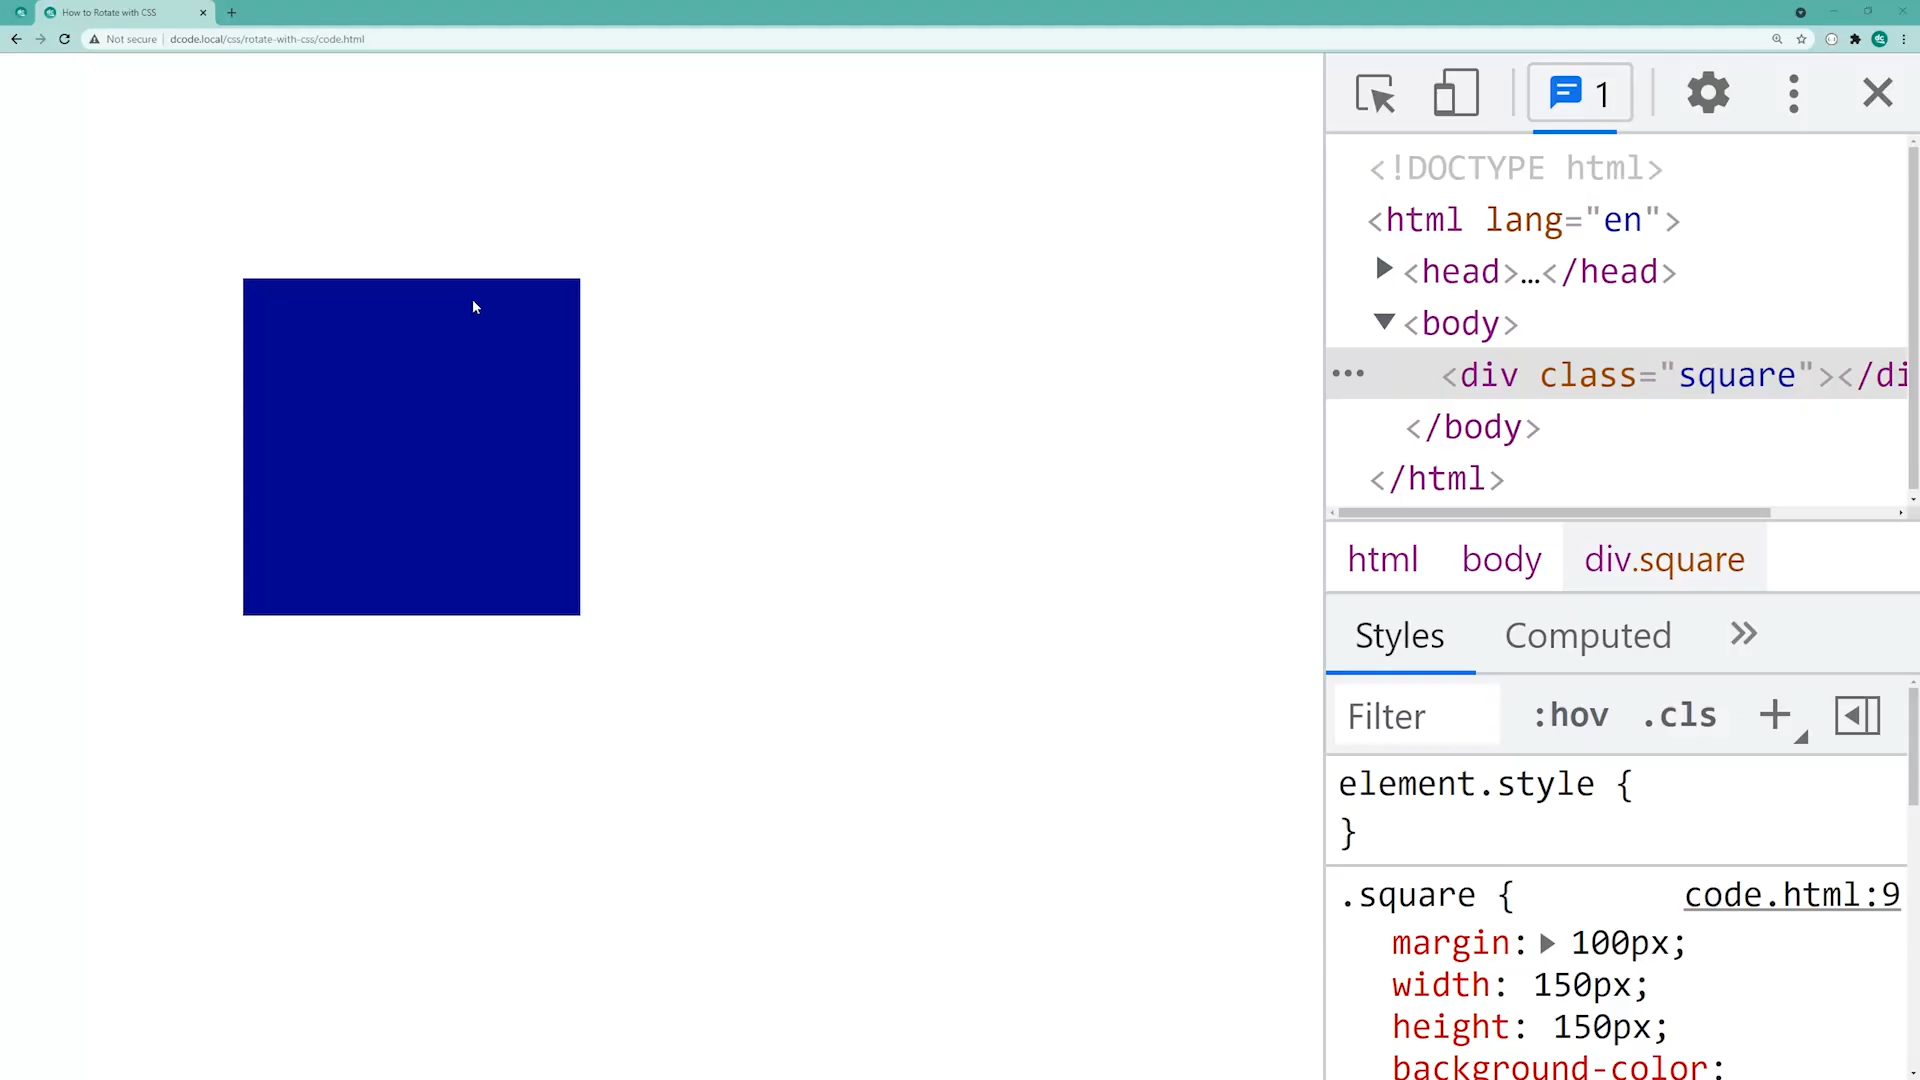 How to Rotate with CSS
Not secure dcode.local/css/rotate-with-css/code.html
1
<!DOCTYPE html>
<html lang="en">
<head>…</head>
<body>
<div class="square"></di
</body>
</html>
html body div.square
Styles Computed
Filter :hov .cls
element.style {
}
.square { code.html:9
margin: 100px;
width: 150px;
height: 150px;
background-color: